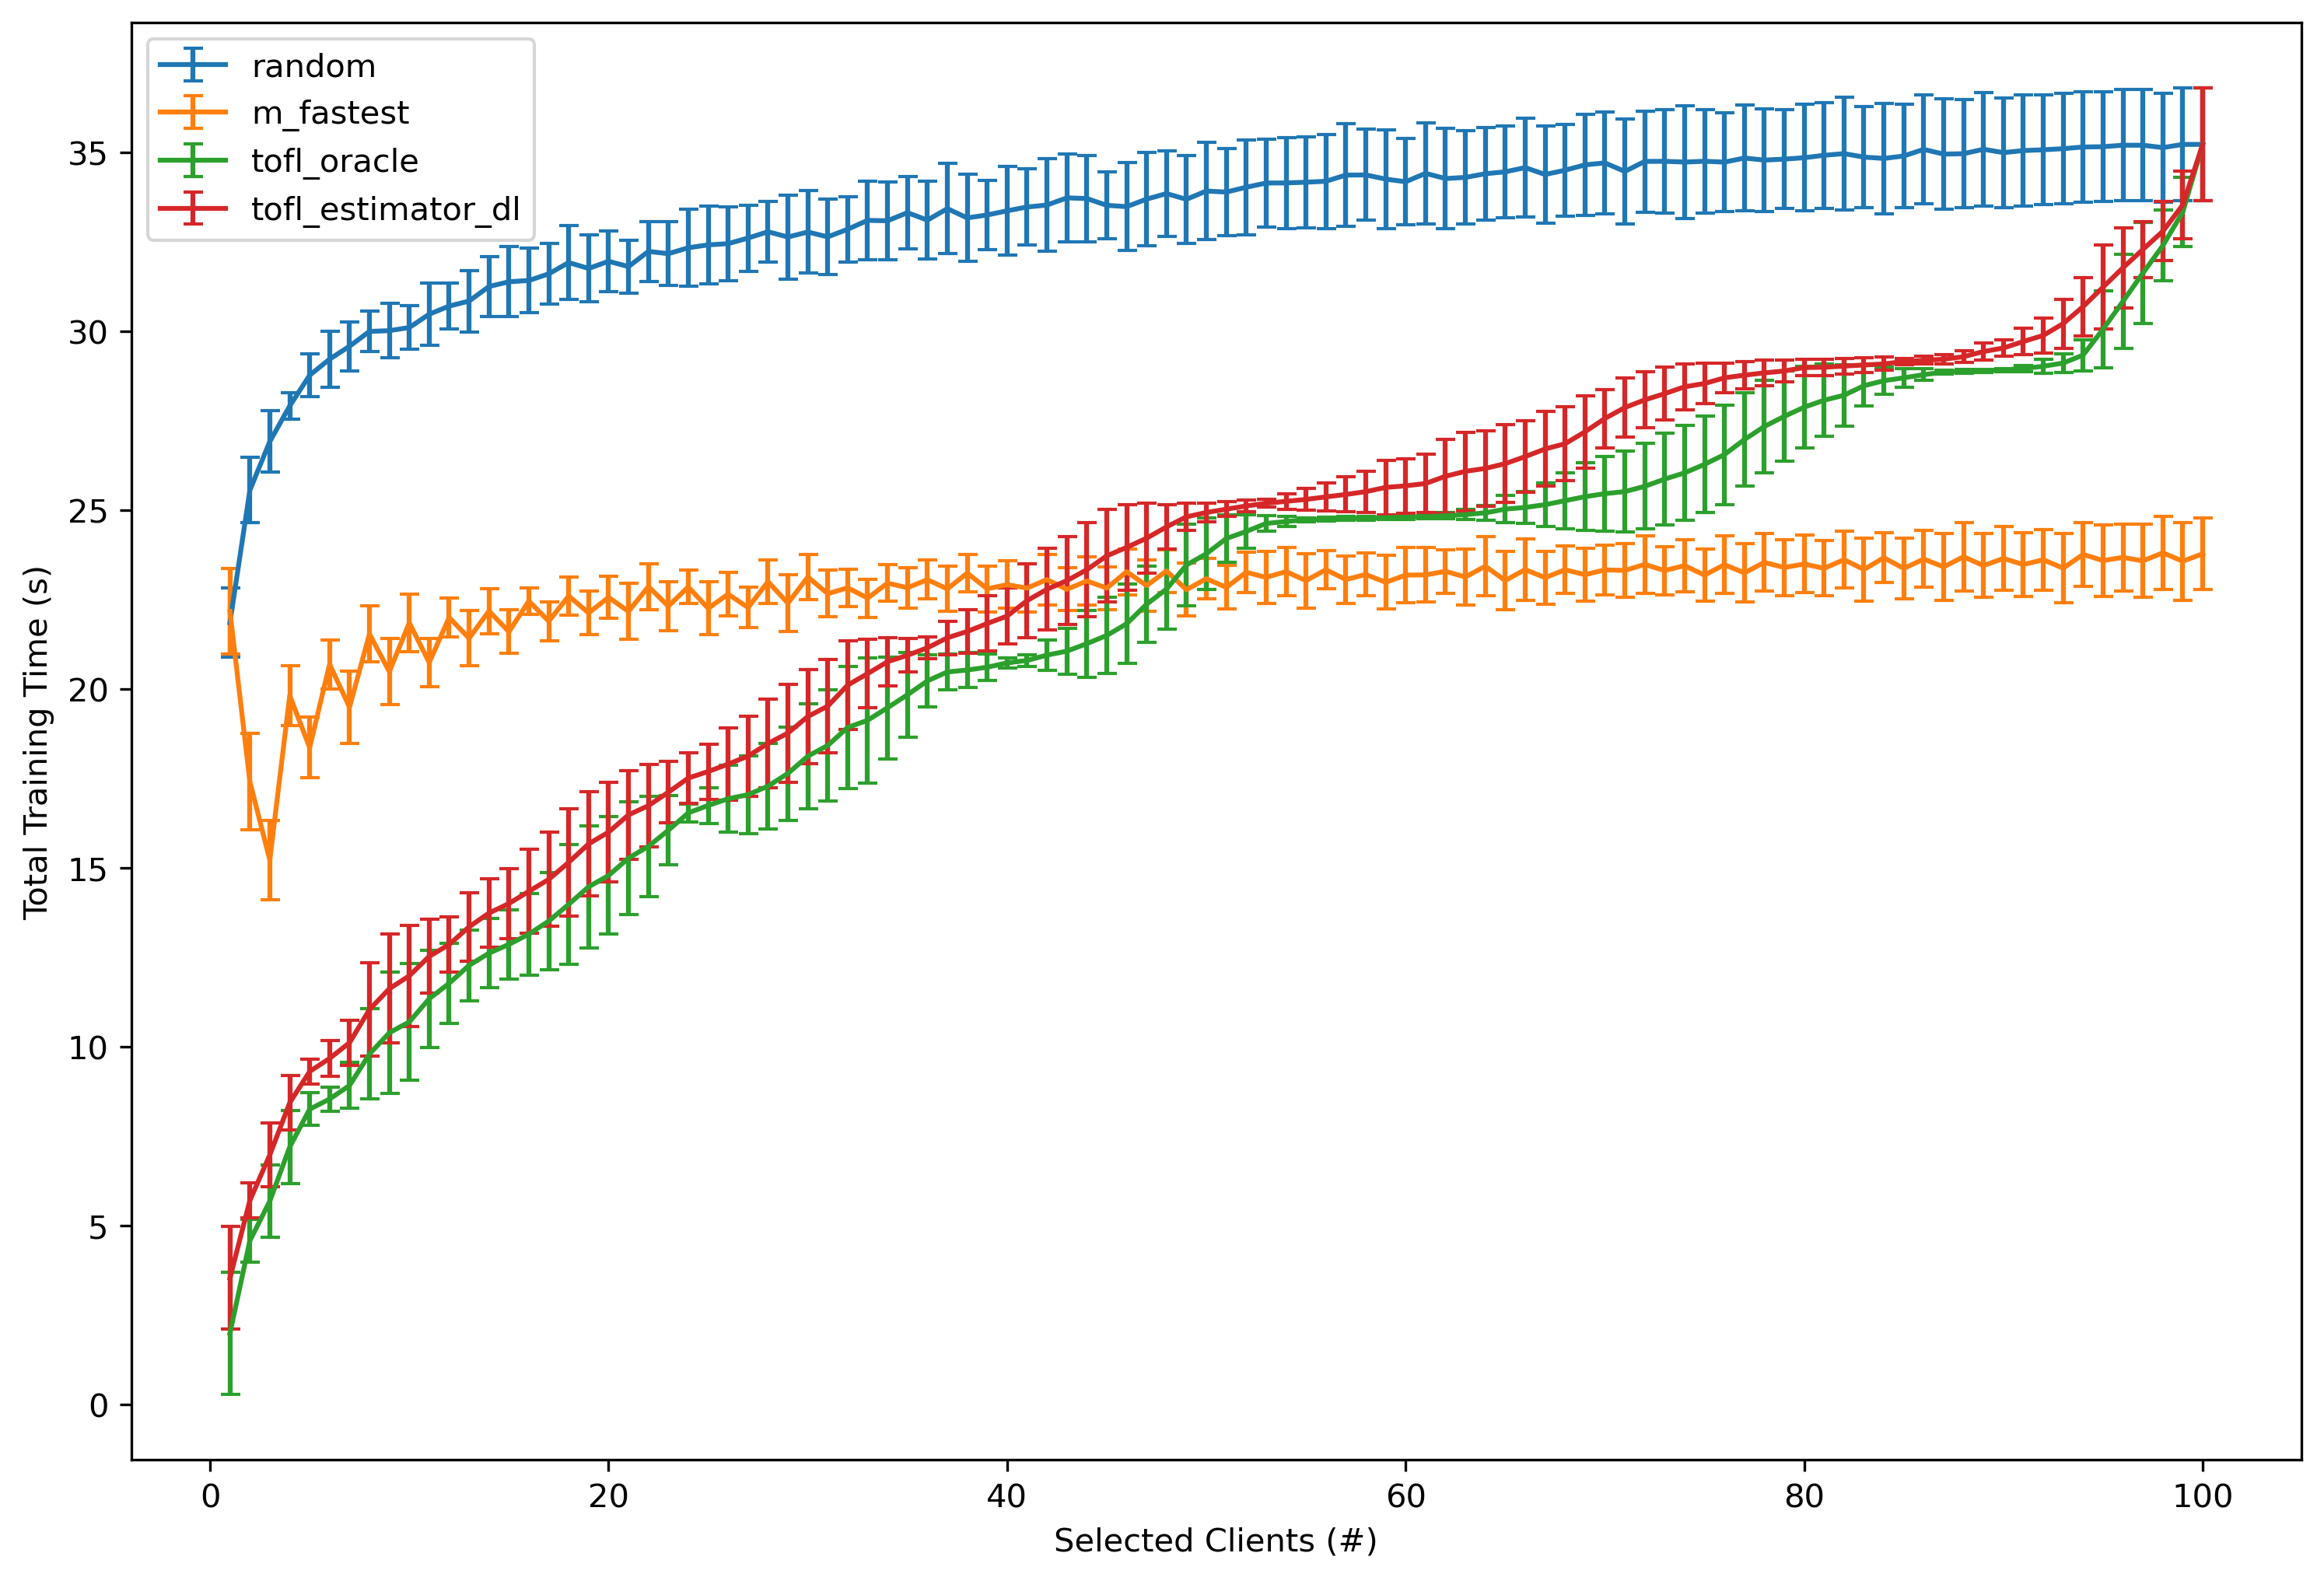 random
m_fastest
tofl_oracle
tofl_estimator_dl
35
30
25
20
15
10
5
0
Total Training Time (s)
0 20 40 60 80 100
Selected Clients (#)